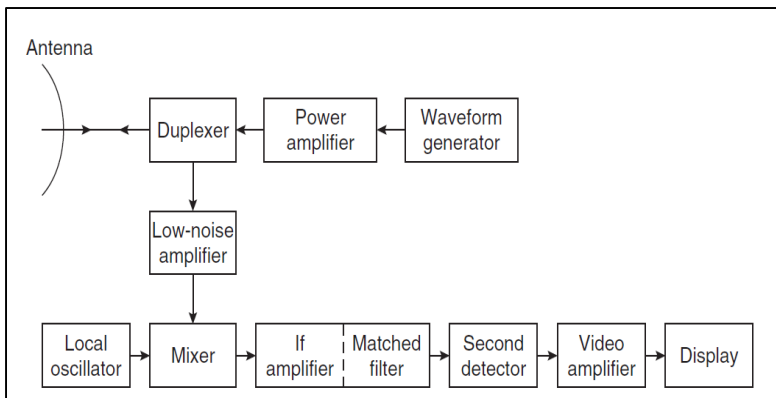 Antenna
Duplexer
Power
amplifier
Waveform
generator
Low-noise
amplifier
Local
oscillator
Mixer
If
amplifier
Matched
filter
Second
detector
Video
amplifier
Display